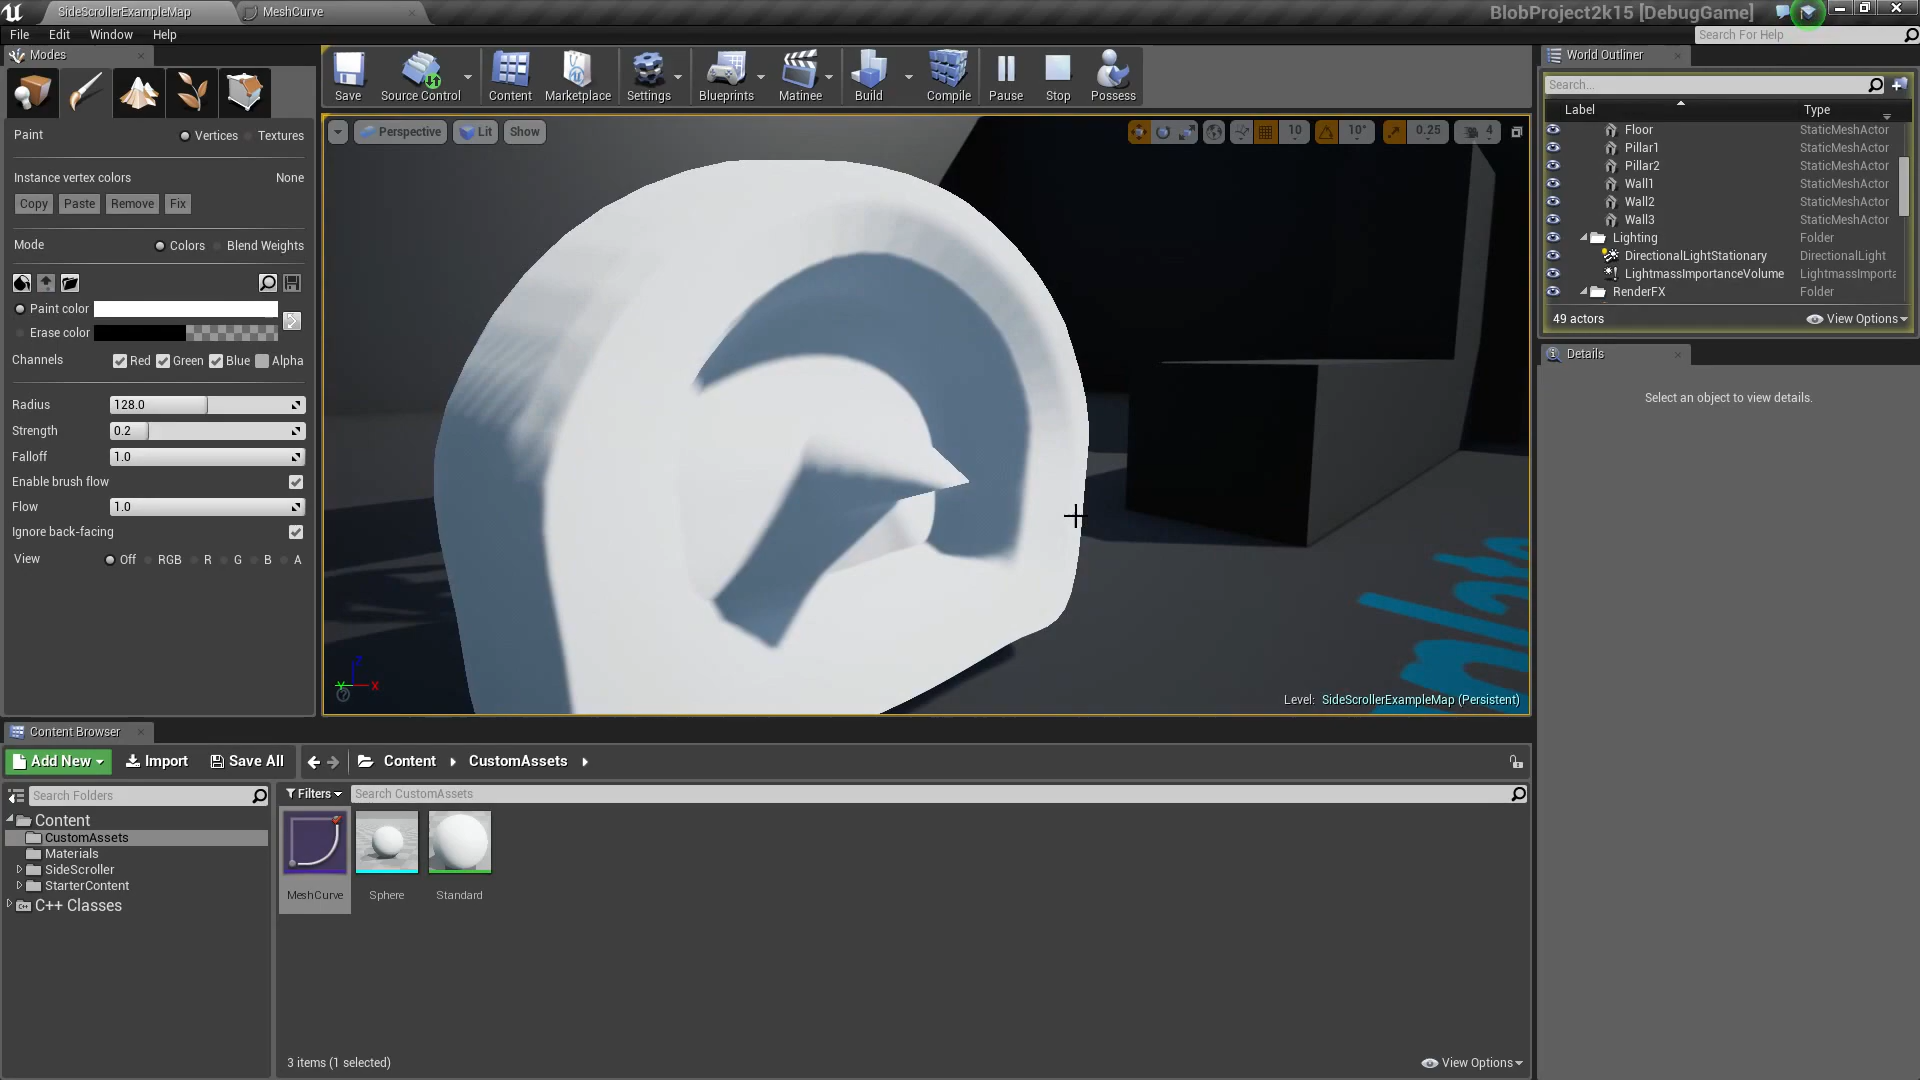 SideScrollerExampleMap
MeshCurve
BlobProject2k15 [DebugGame]
File Edit Window Help
Search For Help
Modes
Paint
Vertices Textures
Instance vertex colors None
Copy Paste Remove Fix
Mode Colors Blend Weights
Paint color
Erase color
Channels Red Green Blue Alpha
Radius 128.0
Strength 0.2
Falloff 1.0
Enable brush flow
Flow 1.0
Ignore back-facing
View Off RGB R G B A
Save Source Control Content Marketplace Settings Blueprints Matinee Build Compile Pause Stop Possess
Perspective Lit Show
10 10° 0.25 4
Z
Y X
Level: SideScrollerExampleMap (Persistent)
World Outliner
Search...
Label Type
Floor StaticMeshActor
Pillar1 StaticMeshActor
Pillar2 StaticMeshActor
Wall1 StaticMeshActor
Wall2 StaticMeshActor
Wall3 StaticMeshActor
Lighting Folder
DirectionalLightStationary DirectionalLight
LightmassImportanceVolume LightmassImporta
RenderFX Folder
49 actors View Options
Details
Select an object to view details.
Content Browser
Add New Import Save All Content CustomAssets
Search Folders
Filters Search CustomAssets
Content
CustomAssets
Materials
SideScroller
StarterContent
C++ Classes
MeshCurve Sphere Standard
3 items (1 selected) View Options